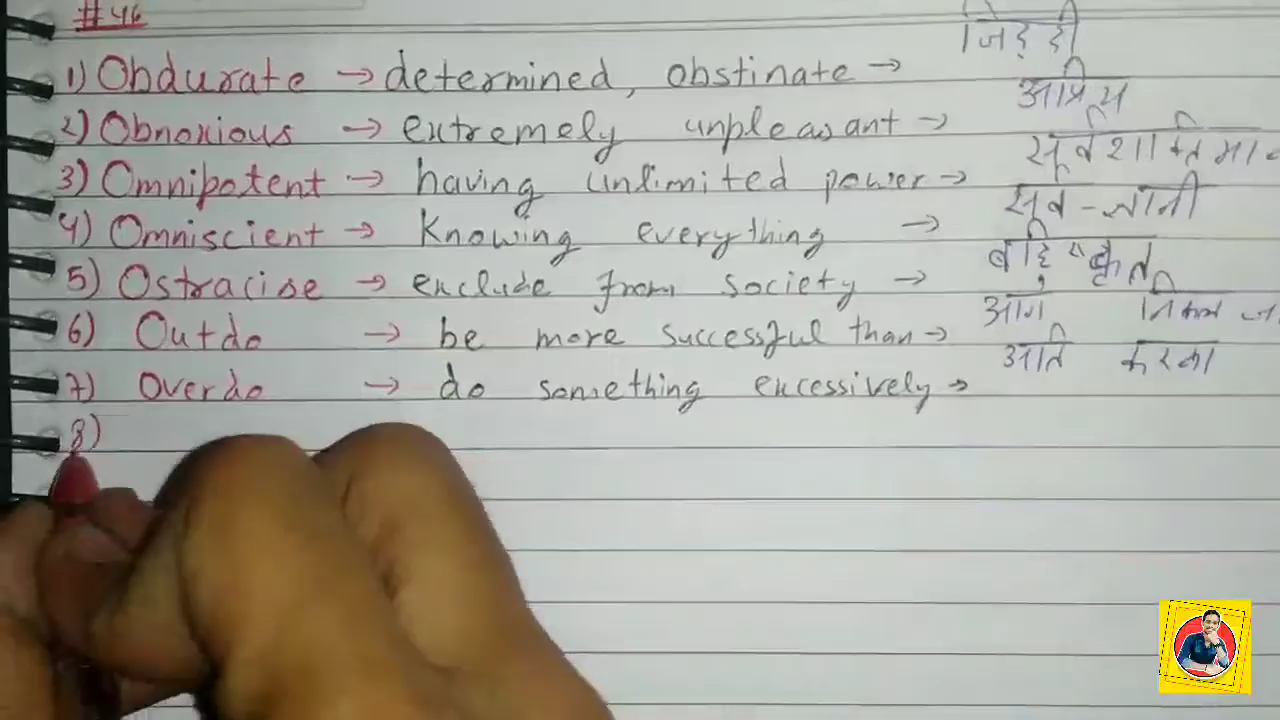 #46
1) Obdurate → determined, obstinate → जिद्दी
2) Obnoxious → extremely unpleasant → अप्रिय
3) Omnipotent → having unlimited power → सर्वशक्तिमान
4) Omniscient → Knowing everything → सर्व-ज्ञानी
5) Ostracise → exclude from society → बहिष्कृत
6) Outdo → be more successful than → आगे निकल
7) Overdo → do something excessively → अति करना
8)